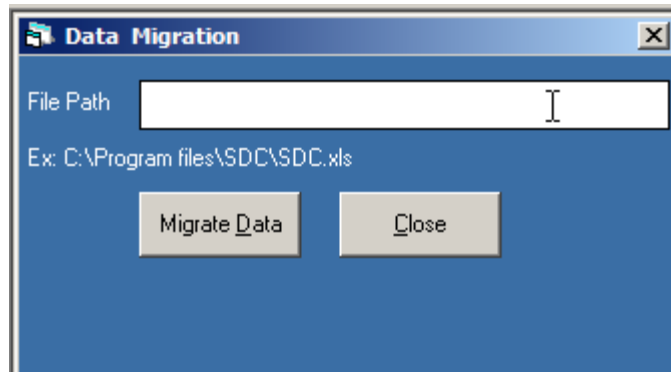 Data Migration
File Path
Ex: C:\Program files\SDC\SDC.xls
Migrate Data Close